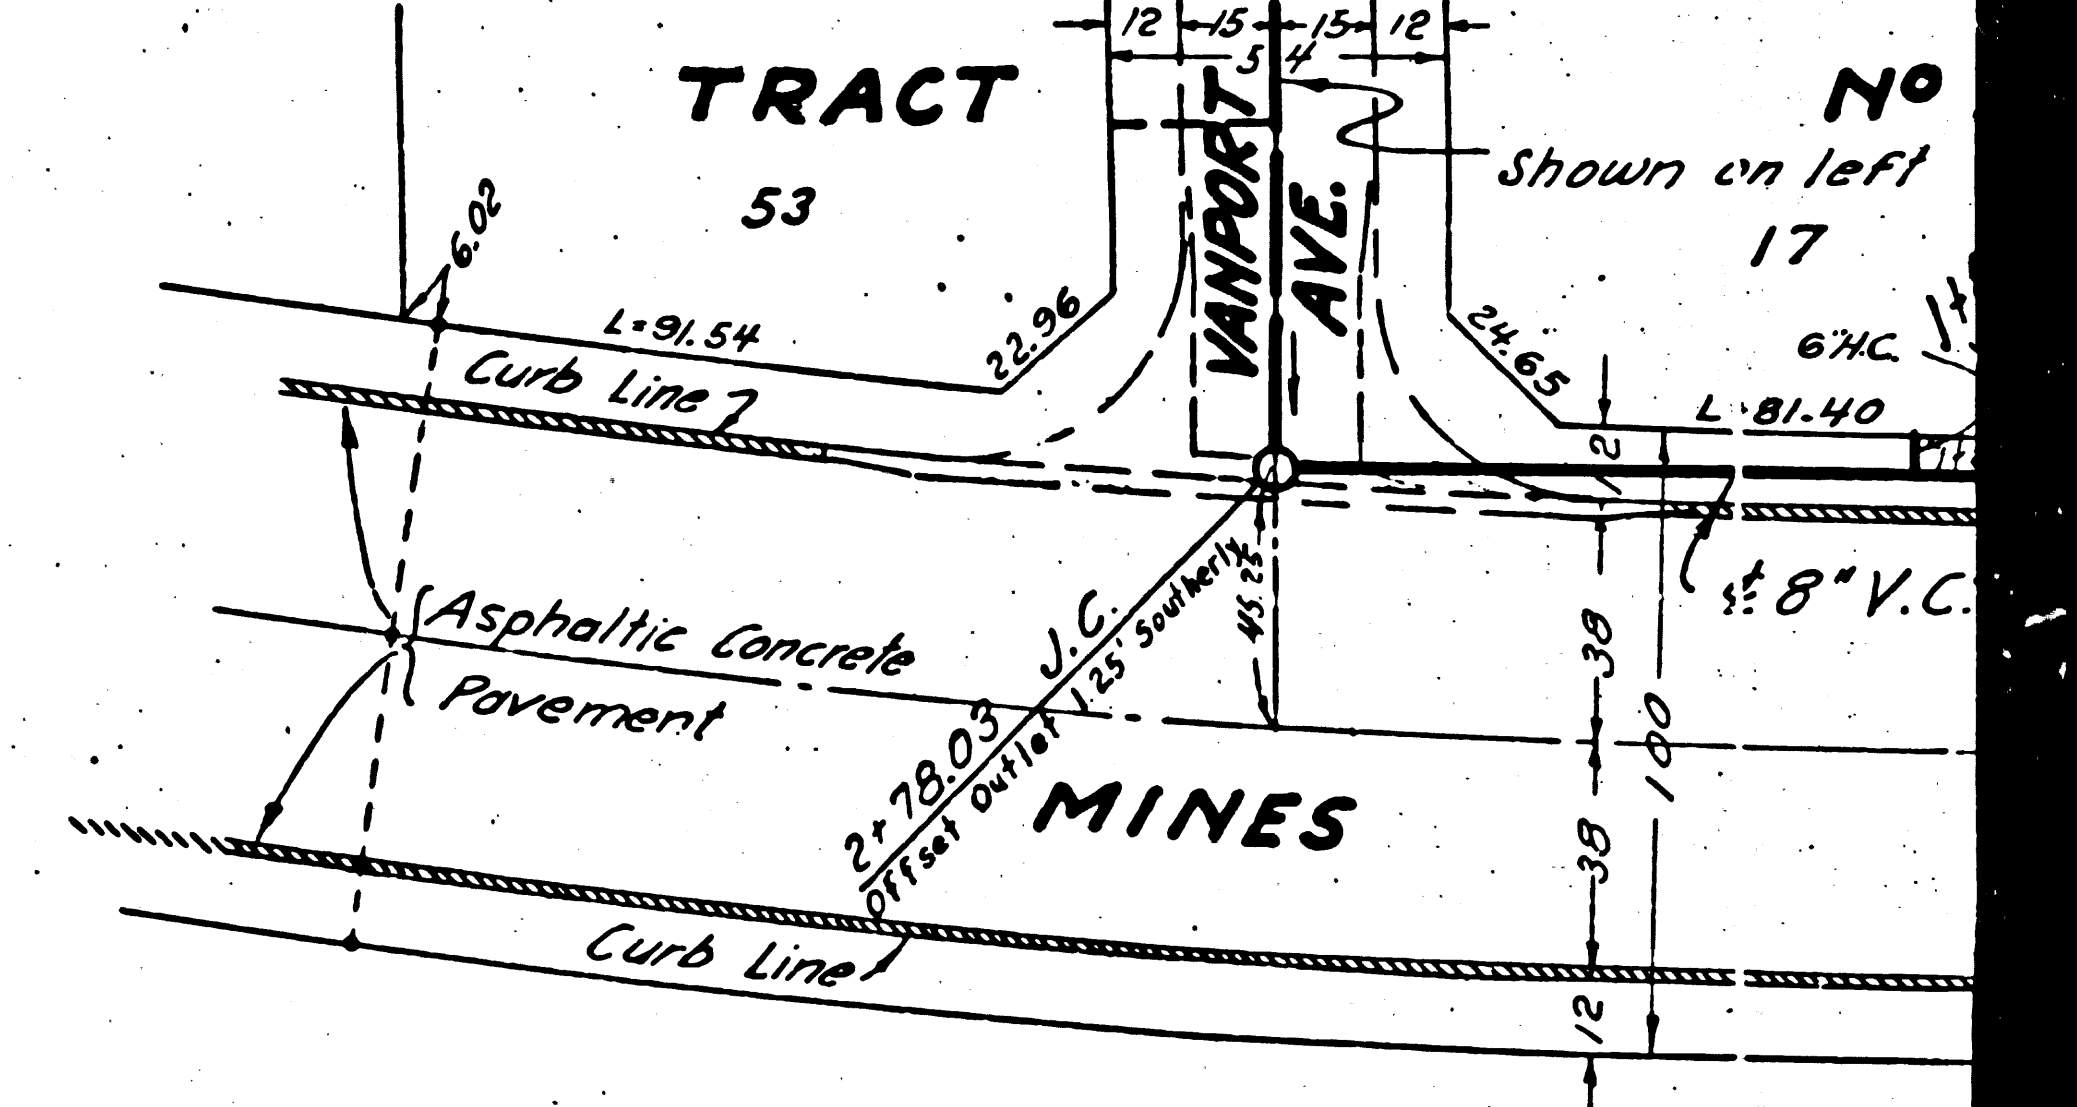 12 15 15 12
5 4
TRACT
Nº
53
VANPORT
AVE.
Shown on left
17
6.02
L=91.54
22.96
24.65
6"H.C.
L=81.40
Curb Line
2
45.25
8" V.C.
Asphaltic Concrete
Pavement
J.C.
2+78.03
Offset Outlet 1.25' Southerly
38
100
MINES
38
Curb Line
12